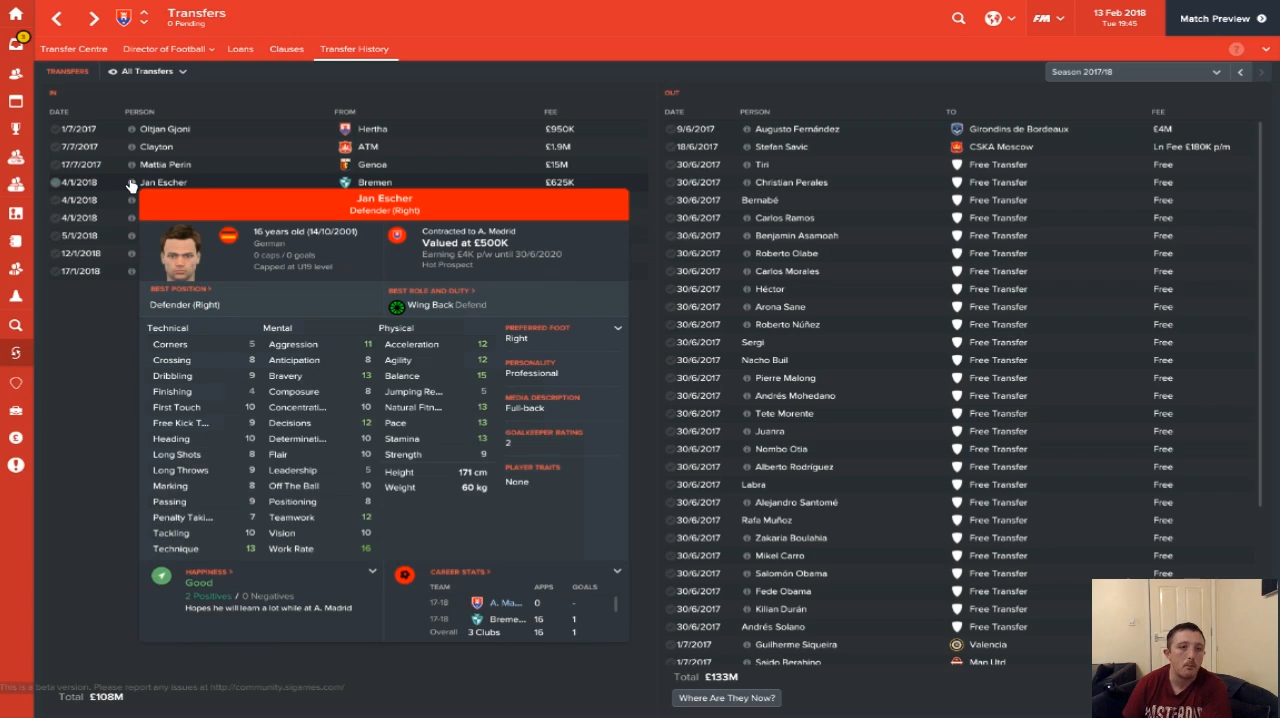 Transfers
0 Pending
FM
13 Feb 2018
Tue 19:45
Match Preview
3
Transfer Centre Director of Football Loans Clauses Transfer History
TRANSFERS All Transfers
Season 2017/18
IN
DATE PERSON FROM FEE
1/7/2017 Oltjan Gjoni Hertha £950K
7/7/2017 Clayton ATM £1.9M
17/7/2017 Mattia Perin Genoa £15M
4/1/2018 Jan Escher Bremen £625K
4/1/2018
4/1/2018
5/1/2018
12/1/2018
17/1/2018
Jan Escher
Defender (Right)
16 years old (14/10/2001)
German
0 caps / 0 goals
Capped at U19 level
Contracted to A. Madrid
Valued at £500K
Earning £4K p/w until 30/6/2020
Hot Prospect
BEST POSITION >
Defender (Right)
BEST ROLE AND DUTY >
Wing Back Defend
Technical Mental Physical
Corners 5 Aggression 11 Acceleration 12
Crossing 8 Anticipation 8 Agility 12
Dribbling 9 Bravery 13 Balance 15
Finishing 4 Composure 8 Jumping Re... 5
First Touch 10 Concentrati... 10 Natural Fitn... 13
Free Kick T... 9 Decisions 12 Pace 13
Heading 10 Determinati... 10 Stamina 13
Long Shots 8 Flair 10 Strength 9
Long Throws 9 Leadership 5 Height 171 cm
Marking 8 Off The Ball 10 Weight 60 kg
Passing 9 Positioning 8
Penalty Taki... 7 Teamwork 12
Tackling 10 Vision 10
Technique 13 Work Rate 16
PREFERRED FOOT
Right
PERSONALITY
Professional
MEDIA DESCRIPTION
Full-back
GOALKEEPER RATING
2
PLAYER TRAITS
None
HAPPINESS >
Good
2 Positives / 0 Negatives
Hopes he will learn a lot while at A. Madrid
CAREER STATS >
TEAM APPS GOALS
17-18 A. Ma... 0 -
17-18 Breme... 16 1
Overall 3 Clubs 16 1
This is a beta version. Please report any issues at http://community.sigames.com/
Total £108M
OUT
DATE PERSON TO FEE
9/6/2017 Augusto Fernández Girondins de Bordeaux £4M
18/6/2017 Stefan Savic CSKA Moscow Ln Fee £180K p/m
30/6/2017 Tiri Free Transfer Free
30/6/2017 Christian Perales Free Transfer Free
30/6/2017 Bernabé Free Transfer Free
30/6/2017 Carlos Ramos Free Transfer Free
30/6/2017 Benjamin Asamoah Free Transfer Free
30/6/2017 Roberto Olabe Free Transfer Free
30/6/2017 Carlos Morales Free Transfer Free
30/6/2017 Héctor Free Transfer Free
30/6/2017 Arona Sane Free Transfer Free
30/6/2017 Roberto Núñez Free Transfer Free
30/6/2017 Sergi Free Transfer Free
30/6/2017 Nacho Buil Free Transfer Free
30/6/2017 Pierre Malong Free Transfer Free
30/6/2017 Andrés Mohedano Free Transfer Free
30/6/2017 Tete Morente Free Transfer Free
30/6/2017 Juanra Free Transfer Free
30/6/2017 Nombo Otia Free Transfer Free
30/6/2017 Alberto Rodríguez Free Transfer Free
30/6/2017 Labra Free Transfer Free
30/6/2017 Alejandro Santomé Free Transfer Free
30/6/2017 Rafa Muñoz Free Transfer Free
30/6/2017 Zakaria Boulahia Free Transfer Free
30/6/2017 Mikel Carro Free Transfer Free
30/6/2017 Salomón Obama Free Transfer Free
30/6/2017 Fede Obama Free Transfer Free
30/6/2017 Kilian Durán Free Transfer Free
30/6/2017 Andrés Solano Free Transfer Free
1/7/2017 Guilherme Siqueira Valencia
1/7/2017 Saido Berahino Man Utd
Total £133M
Where Are They Now?